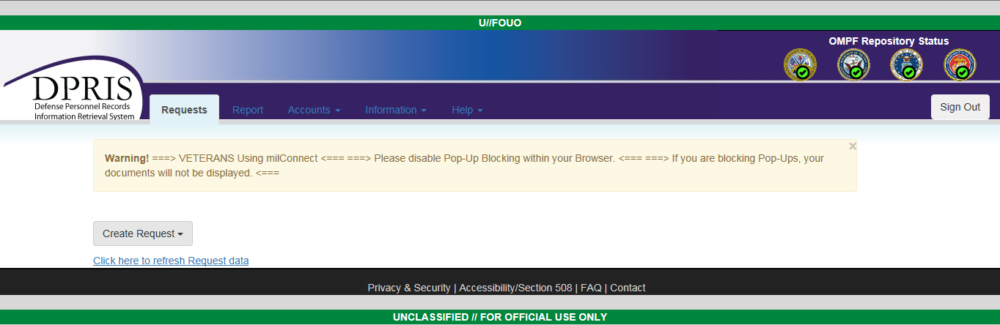 U//FOUO
OMPF Repository Status
DPRIS
Defense Personnel Records
Information Retrieval System
Requests
Report
Accounts
Information
Help
Sign Out
Warning! ===> VETERANS Using milConnect <=== ===> Please disable Pop-Up Blocking within your Browser. <=== ===> If you are blocking Pop-Ups, your
documents will not be displayed. <===
×
Create Request
Click here to refresh Request data
Privacy & Security | Accessibility/Section 508 | FAQ | Contact
UNCLASSIFIED // FOR OFFICIAL USE ONLY